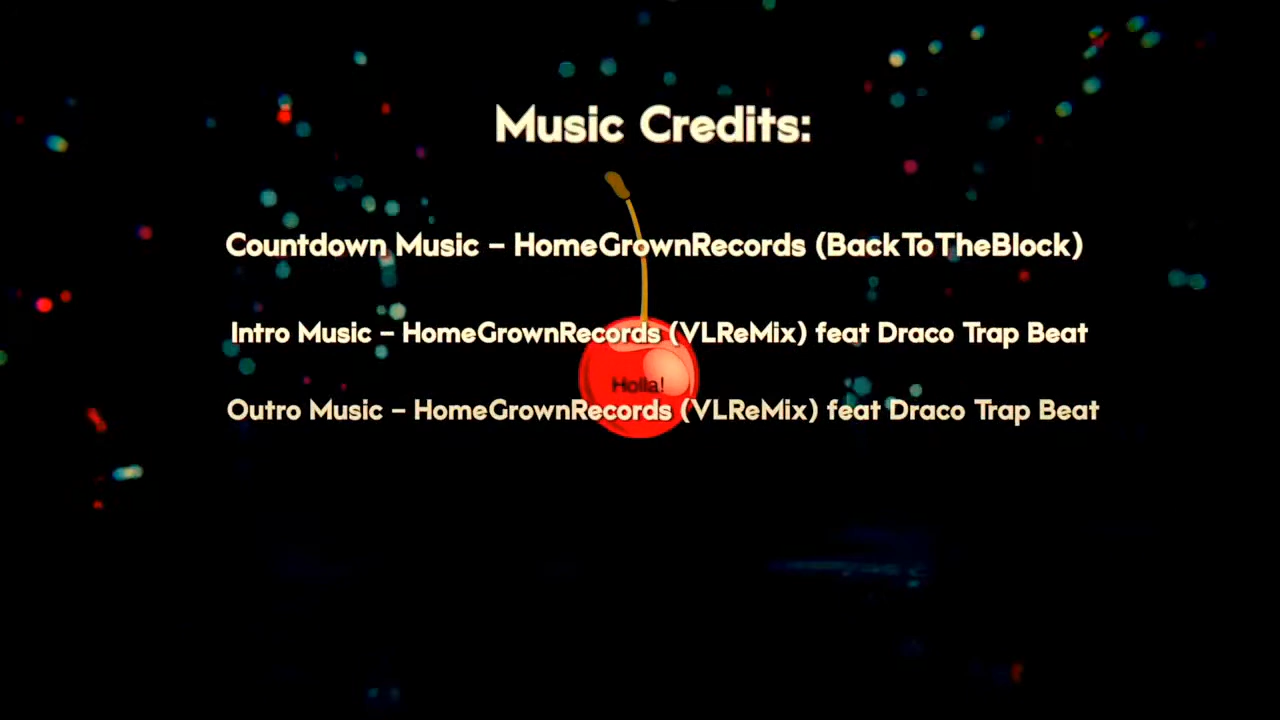 Music Credits:
Countdown Music - HomeGrownRecords (BackToTheBlock)
Intro Music - HomeGrownRecords (VLReMix) feat Draco Trap Beat
Holla!
Outro Music - HomeGrownRecords (VLReMix) feat Draco Trap Beat